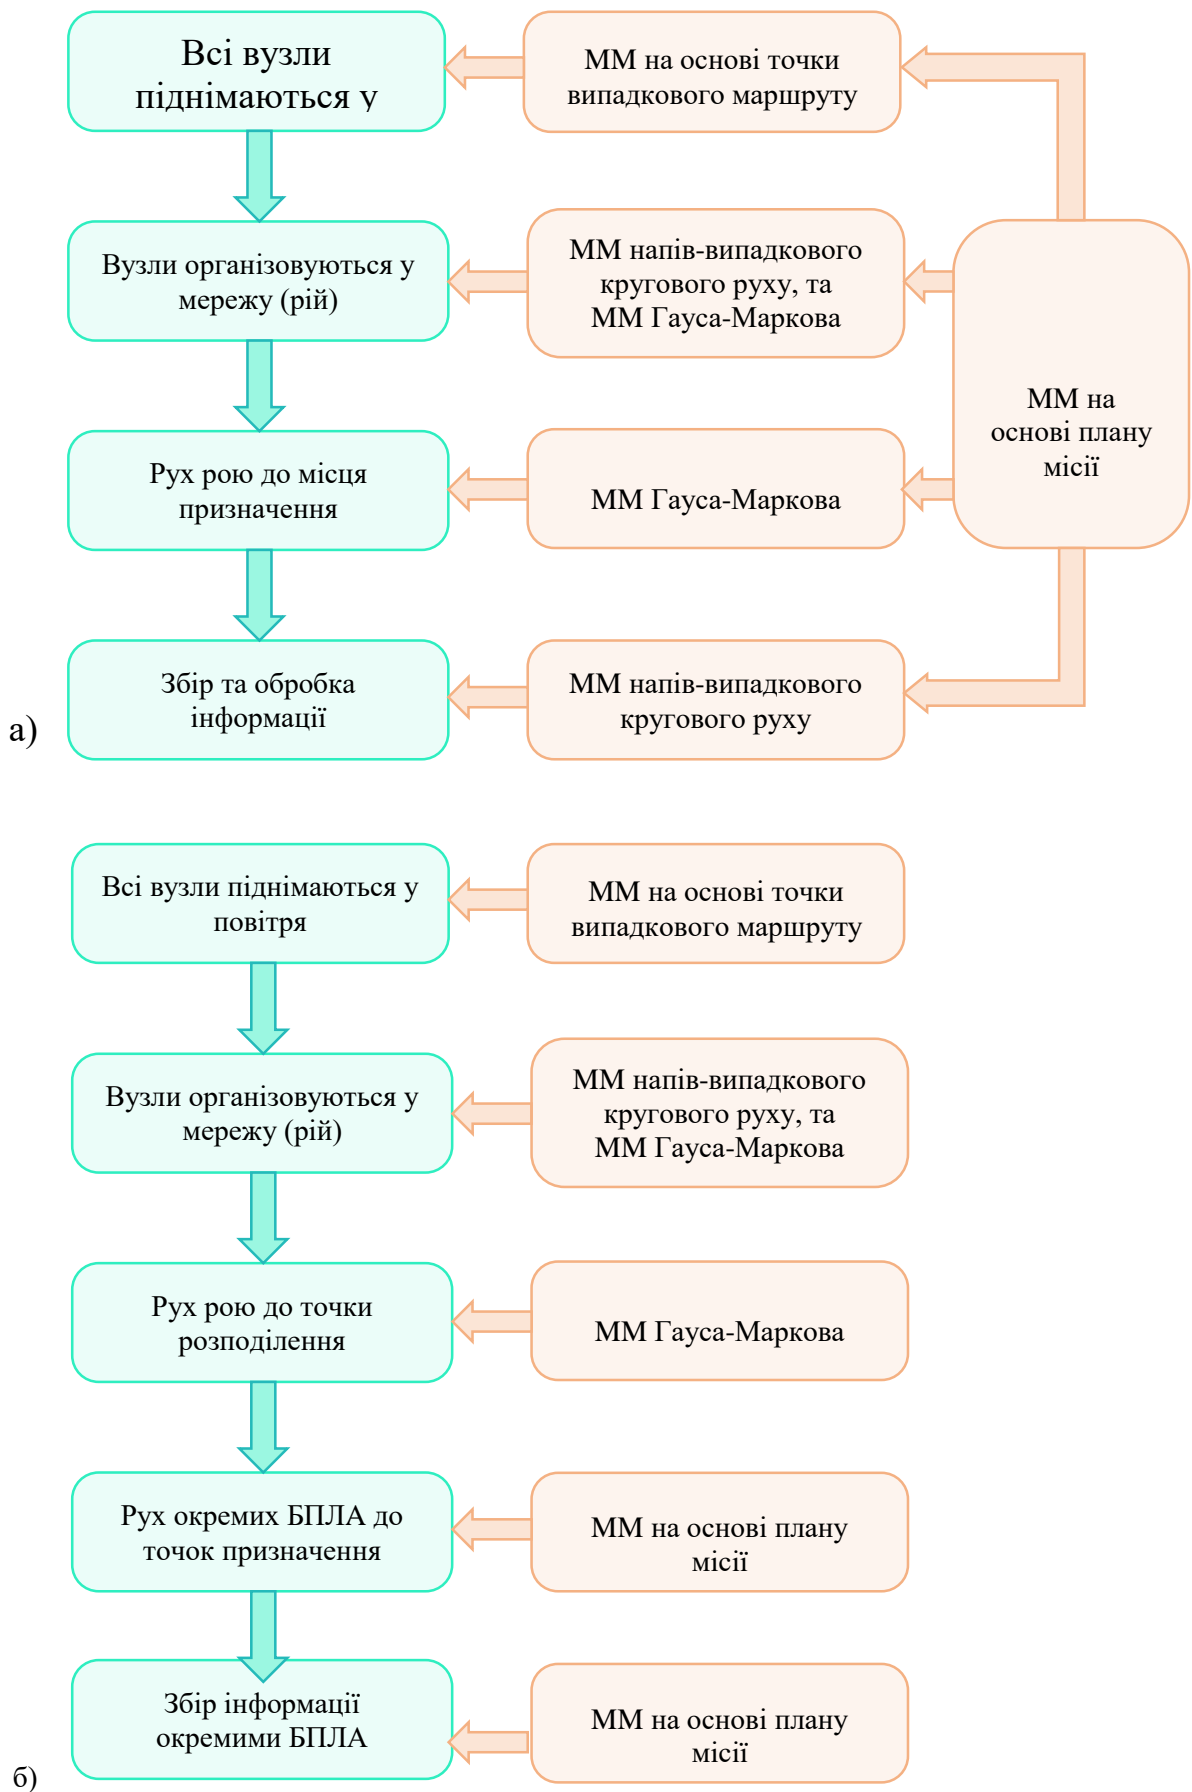 Всі вузли
піднімаються у
ММ на основі точки
випадкового маршруту
Вузли організовуються у
мережу (рій)
ММ напів-випадкового
кругового руху, та
ММ Гауса-Маркова
ММ на
основі плану
місії
Рух рою до місця
призначення
ММ Гауса-Маркова
Збір та обробка
інформації
ММ напів-випадкового
кругового руху
а)
Всі вузли піднімаються у
повітря
ММ на основі точки
випадкового маршруту
Вузли організовуються у
мережу (рій)
ММ напів-випадкового
кругового руху, та
ММ Гауса-Маркова
Рух рою до точки
розподілення
ММ Гауса-Маркова
Рух окремих БПЛА до
точок призначення
ММ на основі плану
місії
Збір інформації
окремими БПЛА
ММ на основі плану
місії
б)